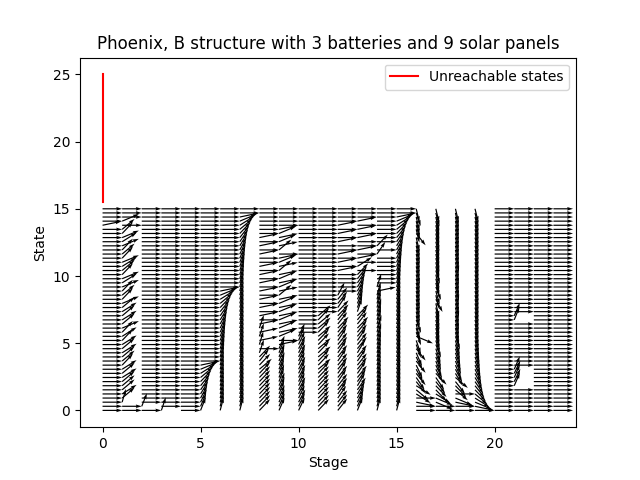 Phoenix, B structure with 3 batteries and 9 solar panels
Unreachable states
25
20
15
10
5
0
State
0 5 10 15 20
Stage